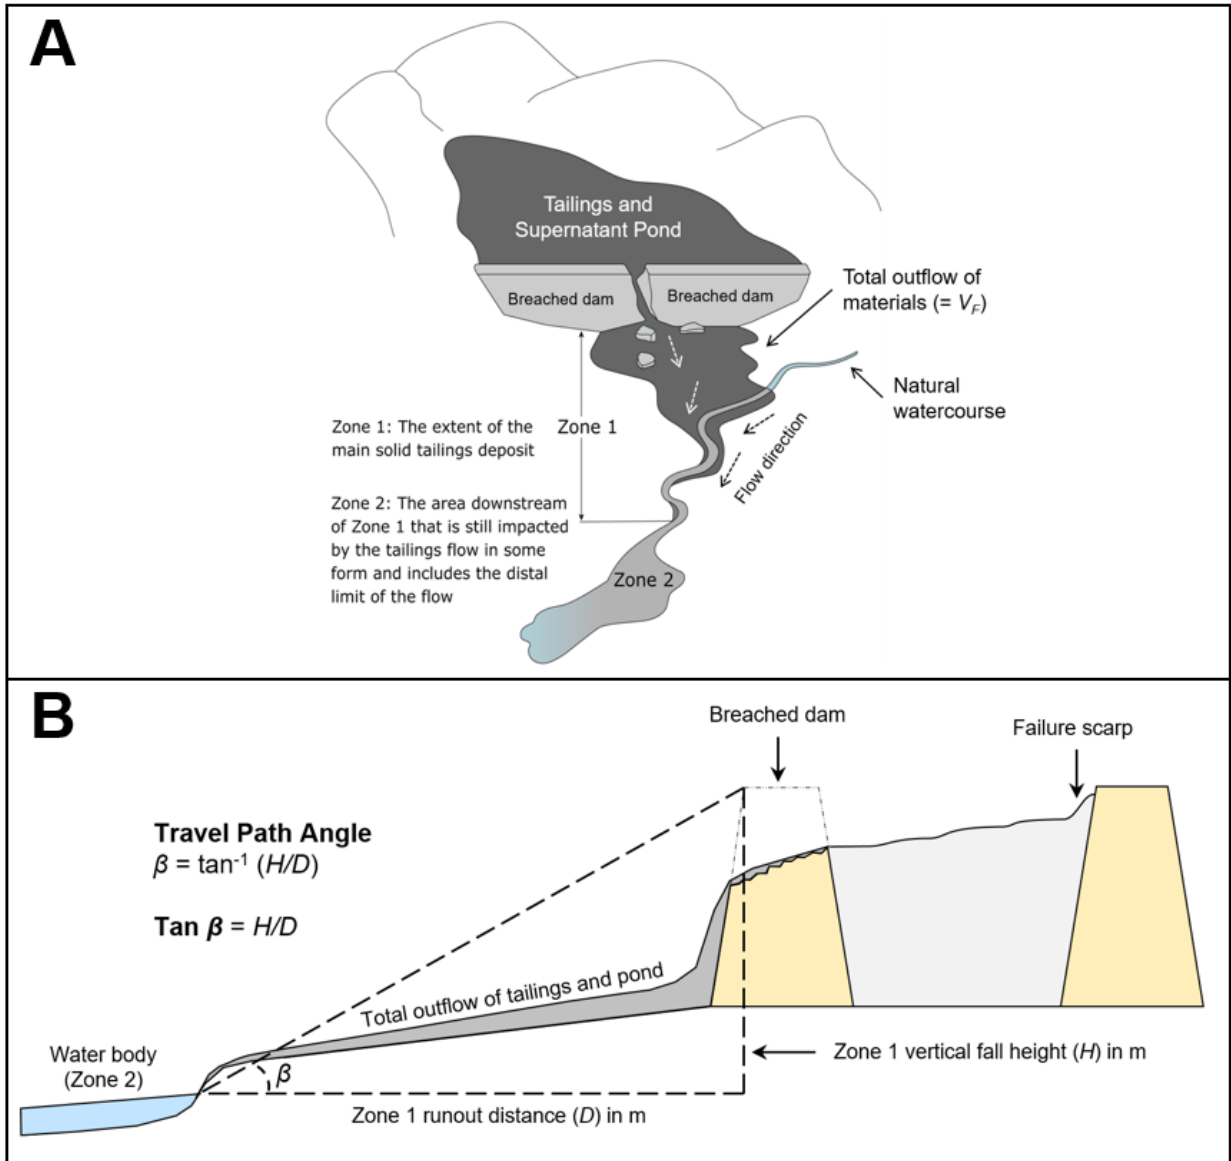 A
Tailings and
Supernatant Pond
Breached dam
Breached dam
Total outflow of
materials (= V_F)
Natural
watercourse
Flow direction
Zone 1: The extent of the
main solid tailings deposit
Zone 1
Zone 2: The area downstream
of Zone 1 that is still impacted
by the tailings flow in some
form and includes the distal
limit of the flow
Zone 2
B
Breached dam
Failure scarp
Travel Path Angle
β = tan⁻¹ (H/D)
Tan β = H/D
Total outflow of tailings and pond
Water body
(Zone 2)
β
Zone 1 vertical fall height (H) in m
Zone 1 runout distance (D) in m